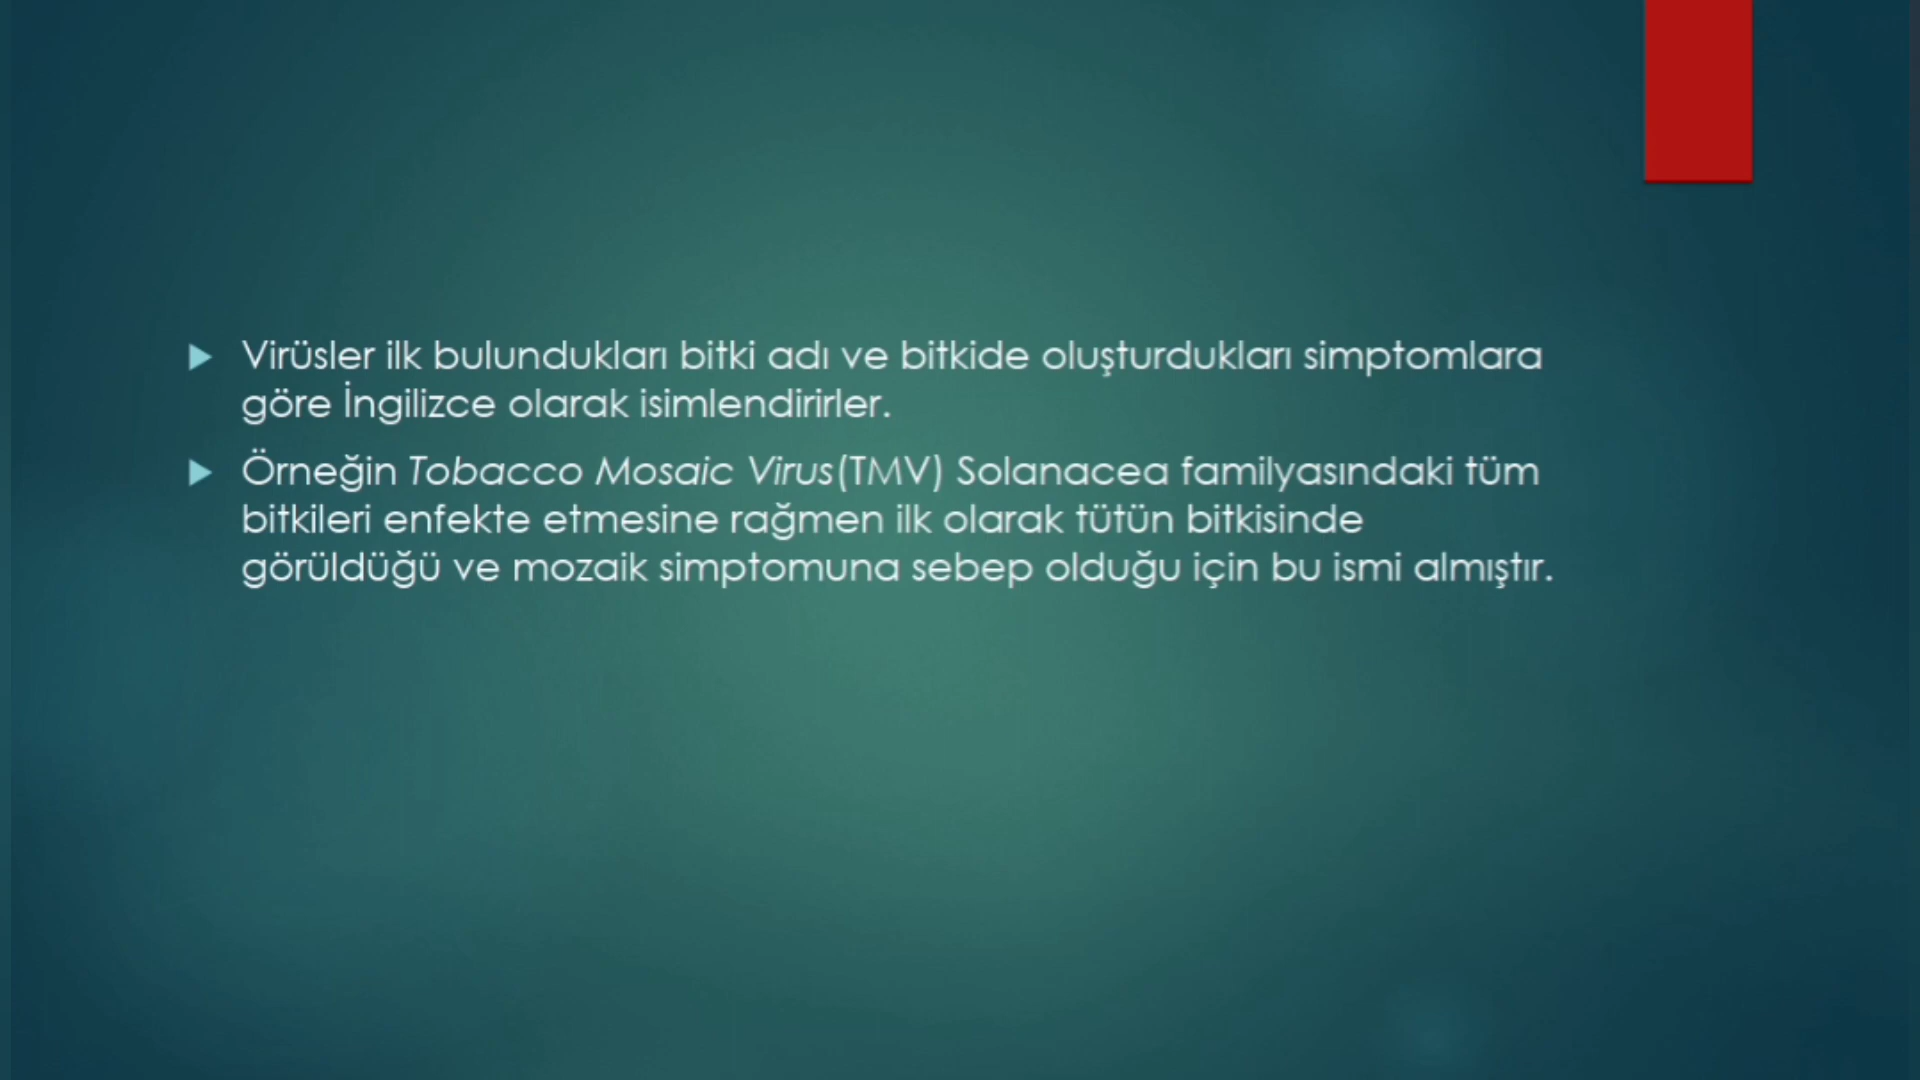 Virüsler ilk bulundukları bitki adı ve bitkide oluşturdukları simptomlara
göre İngilizce olarak isimlendirirler.
Örneğin Tobacco Mosaic Virus(TMV) Solanacea familyasındaki tüm
bitkileri enfekte etmesine rağmen ilk olarak tütün bitkisinde
görüldüğü ve mozaik simptomuna sebep olduğu için bu ismi almıştır.